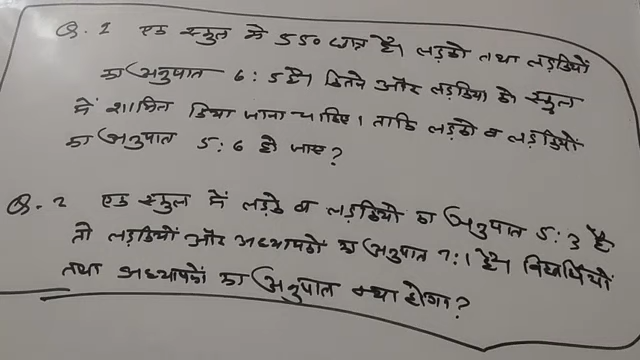 Q.1 एक स्कूल में 550 छात्र हैं। लड़को तथा लड़कियों
का अनुपात 6:5 है। कितने और लड़किया को स्कूल
में शामिल किया जाना चाहिए। ताकि लड़को व लड़कियों
का अनुपात 5:6 हो जाए?
Q.2 एक स्कूल में लड़के व लड़कियों का अनुपात 5:3 है
तो लड़कियों और अध्यापको का अनुपात 7:1 है। विद्यार्थियों
तथा अध्यापकों का अनुपात क्या होगा?